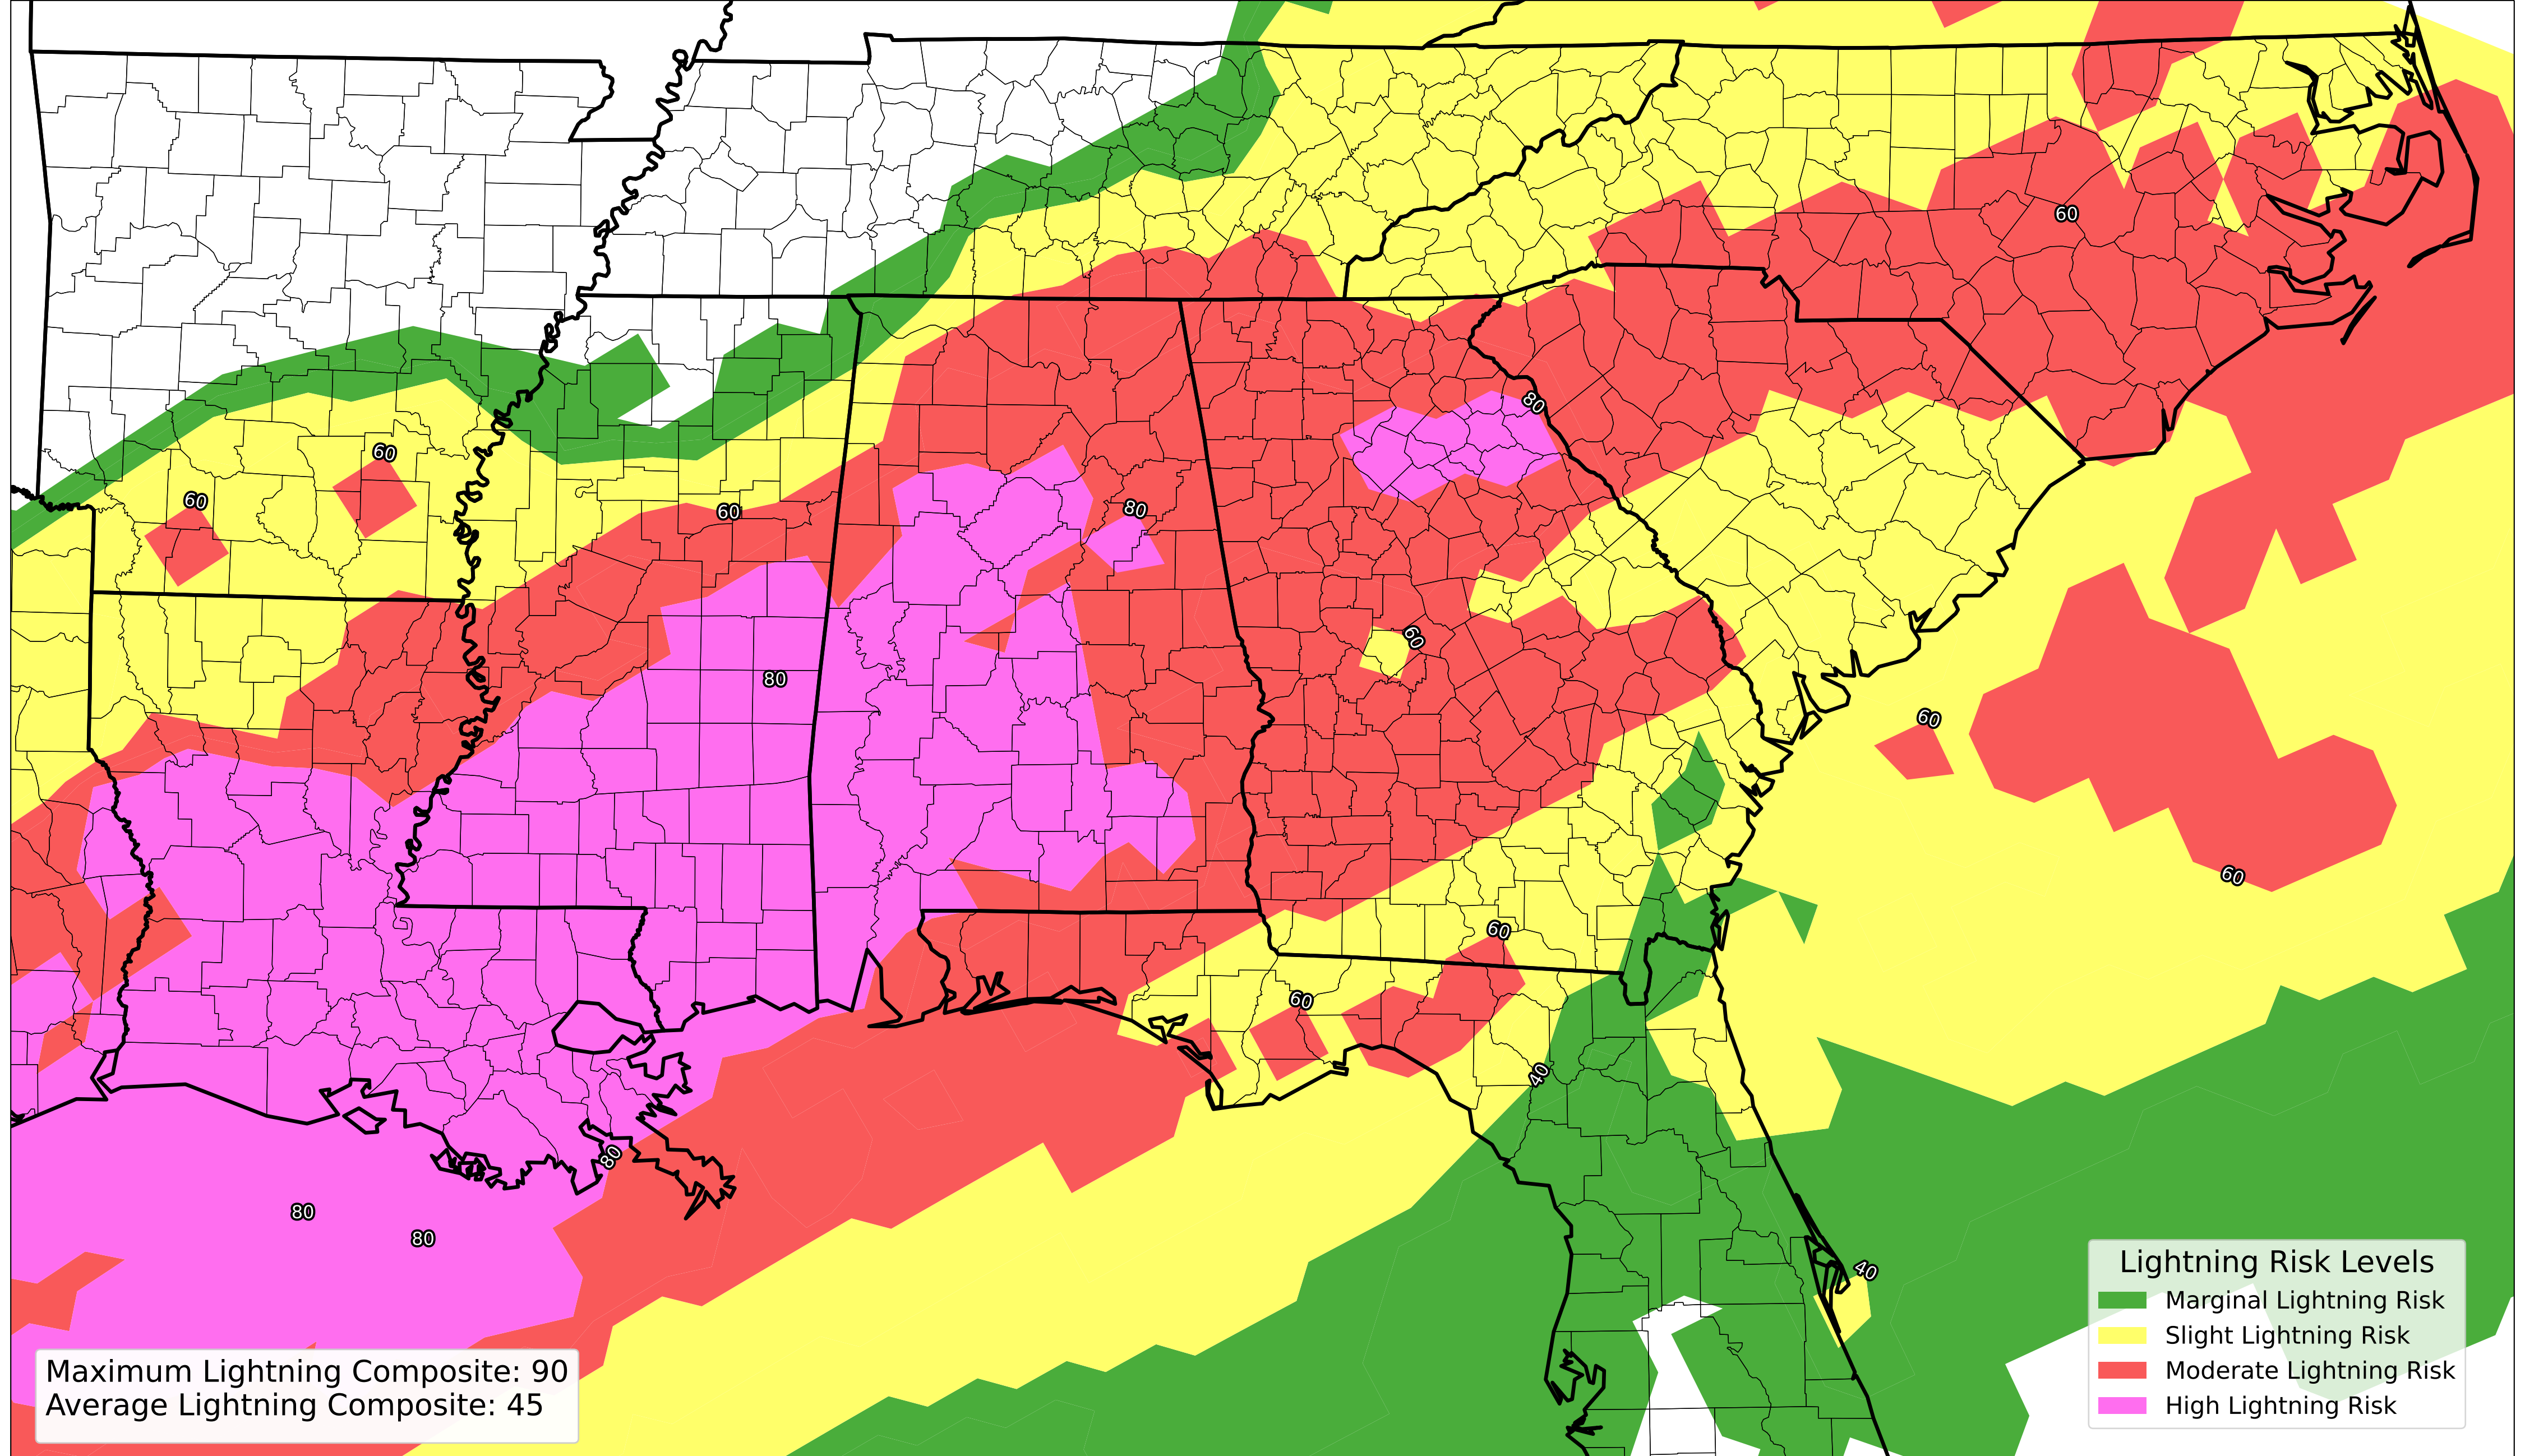 60
80
60
60
80
60
60
80
60
60
60
60
60
40
80
80
80
40
Lightning Risk Levels
Marginal Lightning Risk
Slight Lightning Risk
Moderate Lightning Risk
High Lightning Risk
Maximum Lightning Composite: 90
Average Lightning Composite: 45